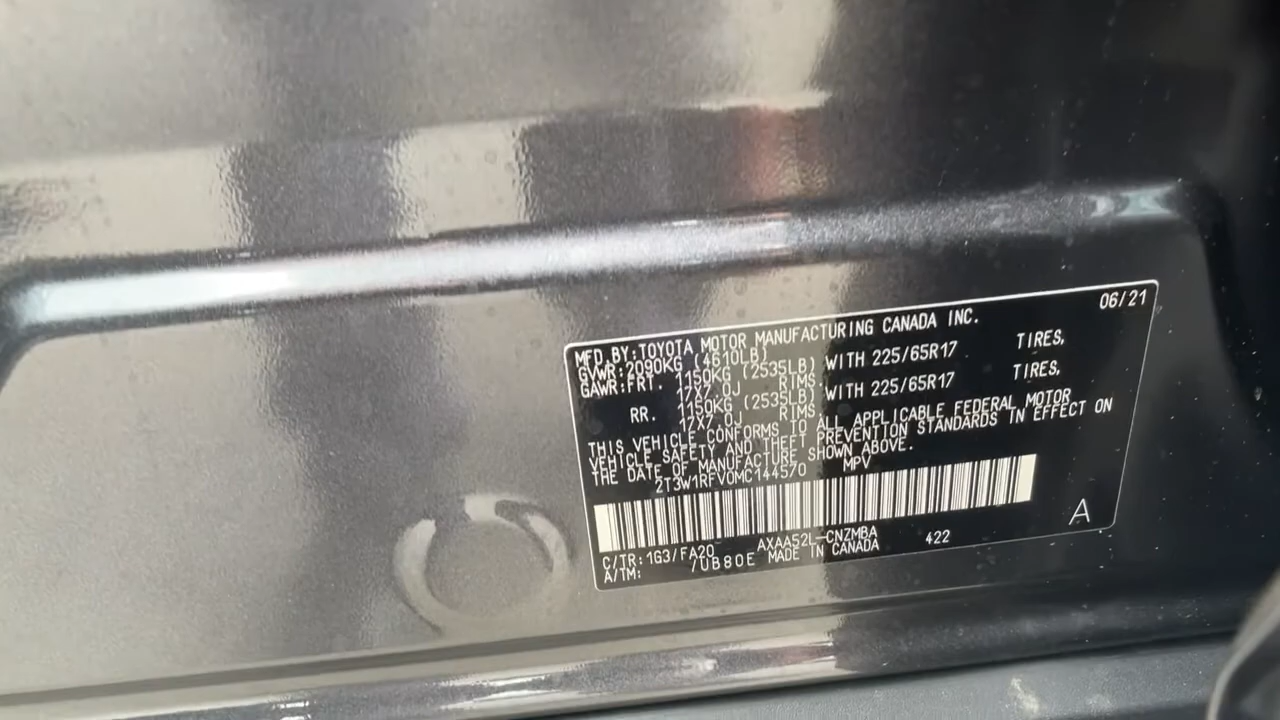 06/21
MFD.BY:TOYOTA MOTOR MANUFACTURING CANADA INC.
GVWR:2090KG (4610LB)
GAWR:FRT. 1150KG (2535LB) WITH 225/65R17 TIRES,
17X7.0J RIMS.
RR. 1150KG (2535LB) WITH 225/65R17 TIRES,
17X7.0J RIMS.
THIS VEHICLE CONFORMS TO ALL APPLICABLE FEDERAL MOTOR
VEHICLE SAFETY AND THEFT PREVENTION STANDARDS IN EFFECT ON
THE DATE OF MANUFACTURE SHOWN ABOVE.
2T3W1RFV0MC144570 MPV
C/TR:1G3/FA20 AXAA52L-CNZMBA 422 A
A/TM: /UB80E MADE IN CANADA